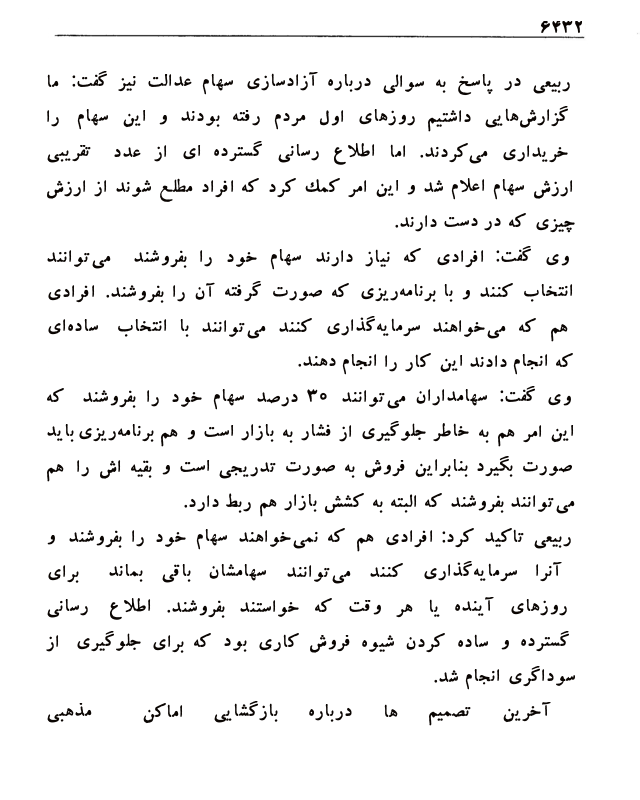 ۶۴۳۲
ربیعی در پاسخ به سوالی درباره آزادسازی سهام عدالت نیز گفت: ما
گزارش‌هایی داشتیم روزهای اول مردم رفته بودند و این سهام را
خریداری می‌کردند. اما اطلاع رسانی گسترده ای از عدد تقریبی
ارزش سهام اعلام شد و این امر کمك کرد که افراد مطلع شوند از ارزش
چیزی که در دست دارند.
وی گفت: افرادی که نیاز دارند سهام خود را بفروشند می‌توانند
انتخاب کنند و با برنامه‌ریزی که صورت گرفته آن را بفروشند. افرادی
هم که می‌خواهند سرمایه‌گذاری کنند می‌توانند با انتخاب ساده‌ای
که انجام دادند این کار را انجام دهند.
وی گفت: سهامداران می‌توانند ۳۰ درصد سهام خود را بفروشند که
این امر هم به خاطر جلوگیری از فشار به بازار است و هم برنامه‌ریزی باید
صورت بگیرد بنابراین فروش به صورت تدریجی است و بقیه اش را هم
می‌توانند بفروشند که البته به کشش بازار هم ربط دارد.
ربیعی تاکید کرد: افرادی هم که نمی‌خواهند سهام خود را بفروشند و
آنرا سرمایه‌گذاری کنند می‌توانند سهامشان باقی بماند برای
روزهای آینده یا هر وقت که خواستند بفروشند. اطلاع رسانی
گسترده و ساده کردن شیوه فروش کاری بود که برای جلوگیری از
سوداگری انجام شد.
آخرین تصمیم ها درباره بازگشایی اماکن مذهبی